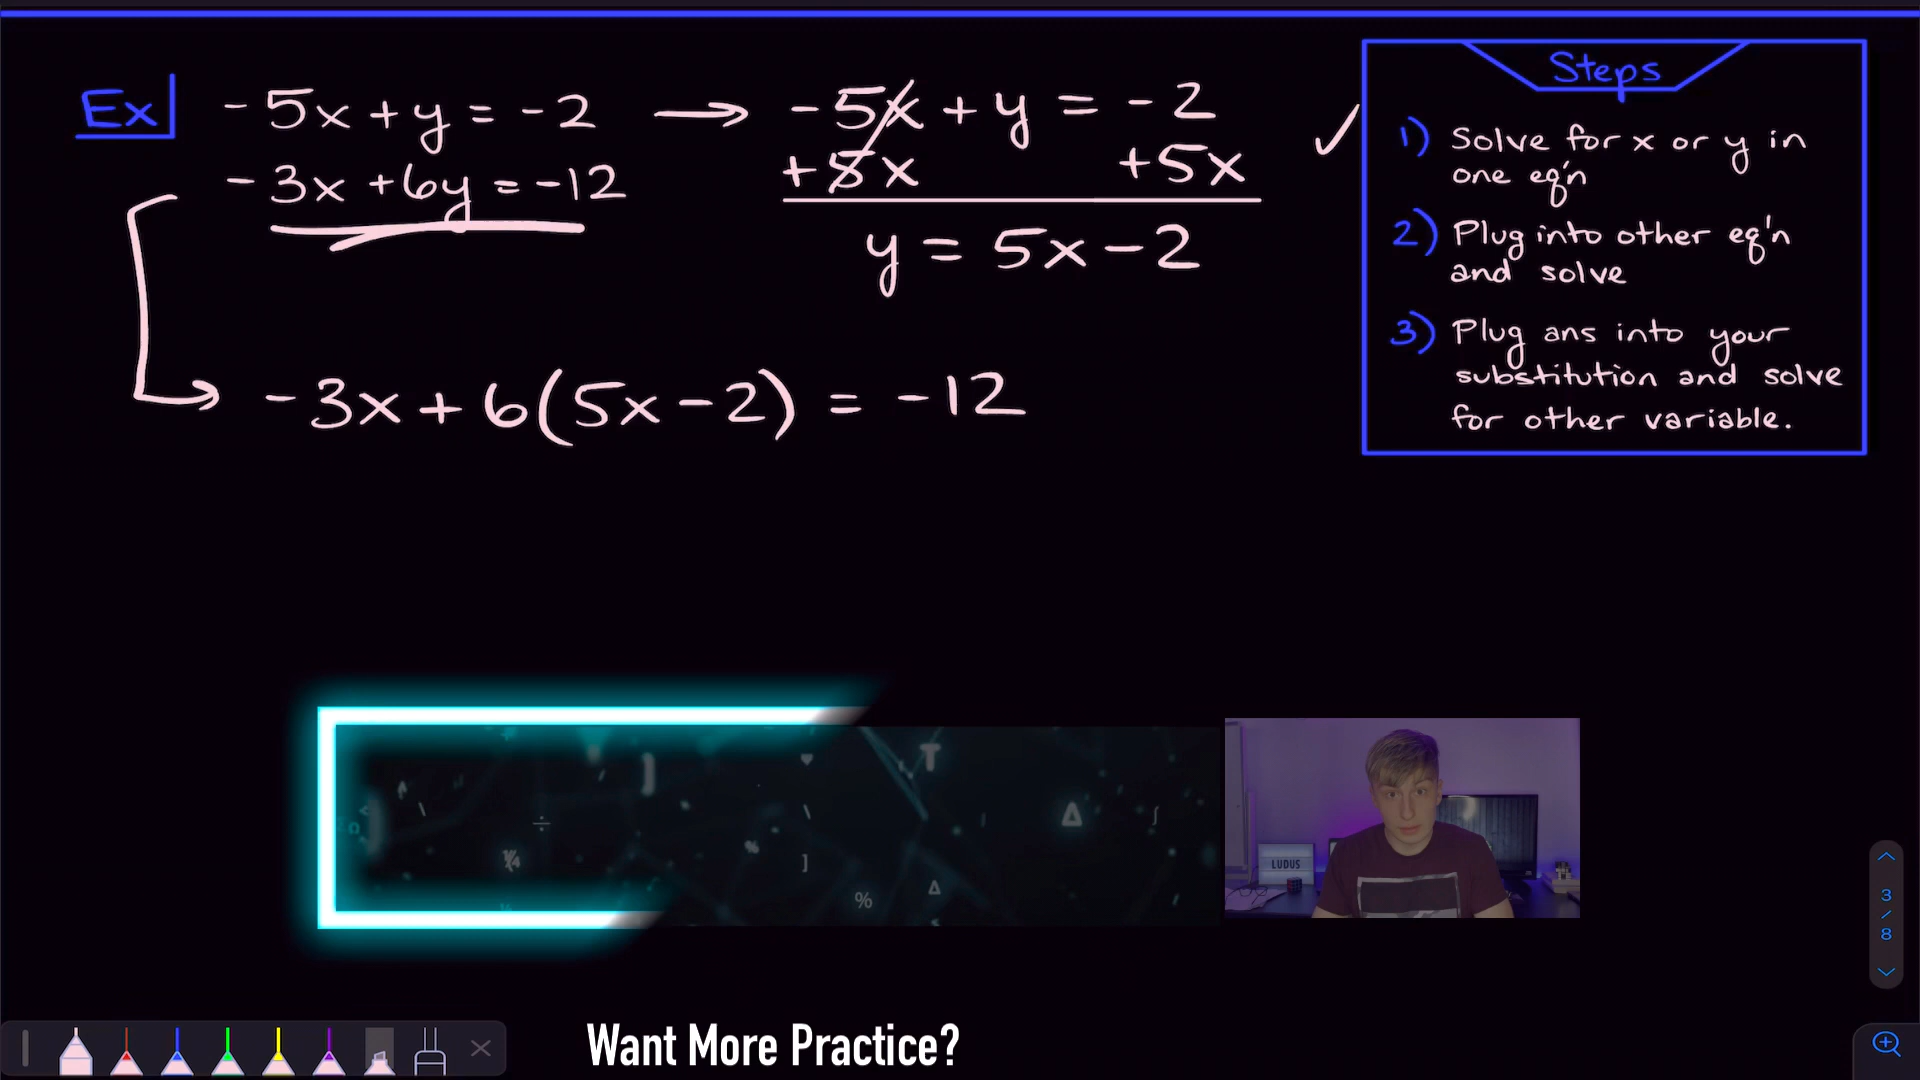 Ex
-5x + y = -2 → -5x + y = -2
-3x + 6y = -12
+5x +5x
y = 5x - 2
-3x + 6(5x - 2) = -12
✓
Steps
1) Solve for x or y in
one eq'n
2) Plug into other eq'n
and solve
3) Plug ans into your
substitution and solve
for other variable.
LUDUS
3
/
8
Want More Practice?